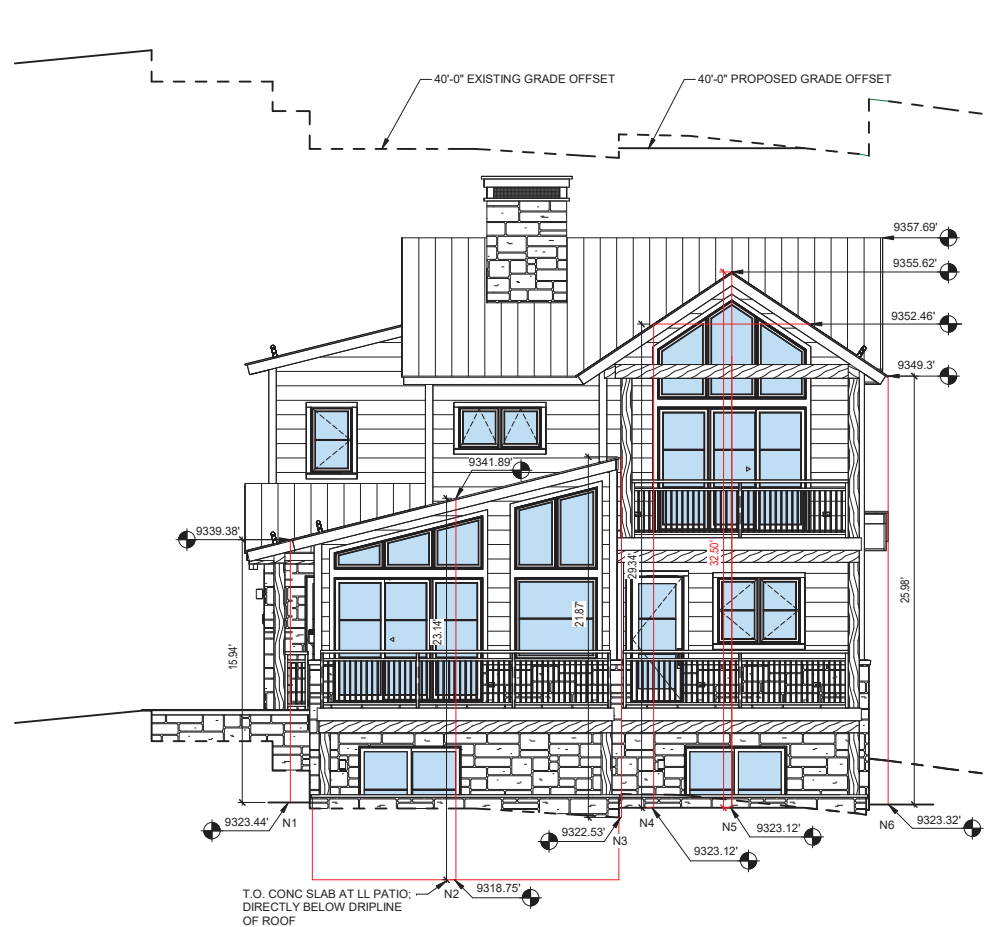 40'-0" EXISTING GRADE OFFSET
40'-0" PROPOSED GRADE OFFSET
9357.69'
9355.62'
9352.46'
9349.3'
9341.89'
9339.38'
15.94'
23.14'
21.87'
29.34'
32.50'
25.98'
9323.44'
N1
9322.53'
N3
N4
9323.12'
N5
9323.12'
N6
9323.32'
T.O. CONC SLAB AT LL PATIO;
DIRECTLY BELOW DRIPLINE
OF ROOF
N2
9318.75'